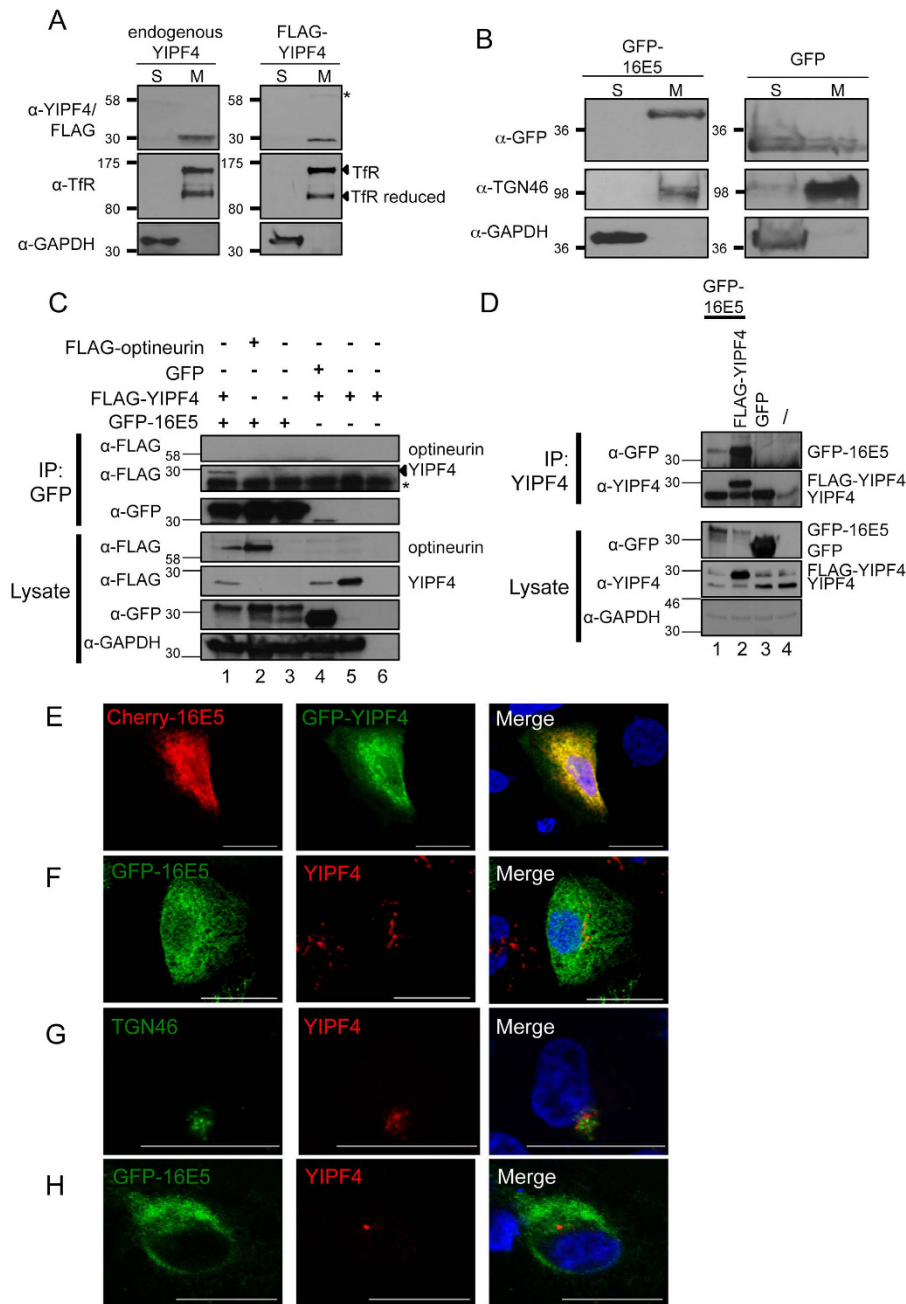 A
endogenous YIPF4
FLAG-YIPF4
S M S M
α-YIPF4/FLAG
58
30
58
30
*
α-TfR
175
80
175
80
TfR
TfR reduced
α-GAPDH
30
30
B
GFP-16E5
GFP
S M S M
α-GFP
36
36
α-TGN46
98
98
α-GAPDH
36
36
C
FLAG-optineurin - + - - - -
GFP - - - + - -
FLAG-YIPF4 + - - + + +
GFP-16E5 + + + - - -
IP: GFP
α-FLAG 58 optineurin
α-FLAG 30 YIPF4
*
α-GFP 30
Lysate
α-FLAG 58 optineurin
α-FLAG 30 YIPF4
α-GFP 30
α-GAPDH 30
1 2 3 4 5 6
D
GFP-16E5
FLAG-YIPF4
GFP
/
IP: YIPF4
α-GFP 30 GFP-16E5
α-YIPF4 30 FLAG-YIPF4
YIPF4
Lysate
α-GFP 30 GFP-16E5
GFP
α-YIPF4 30 FLAG-YIPF4
YIPF4
α-GAPDH 46
30
1 2 3 4
E
Cherry-16E5 GFP-YIPF4 Merge
F
GFP-16E5 YIPF4 Merge
G
TGN46 YIPF4 Merge
H
GFP-16E5 YIPF4 Merge